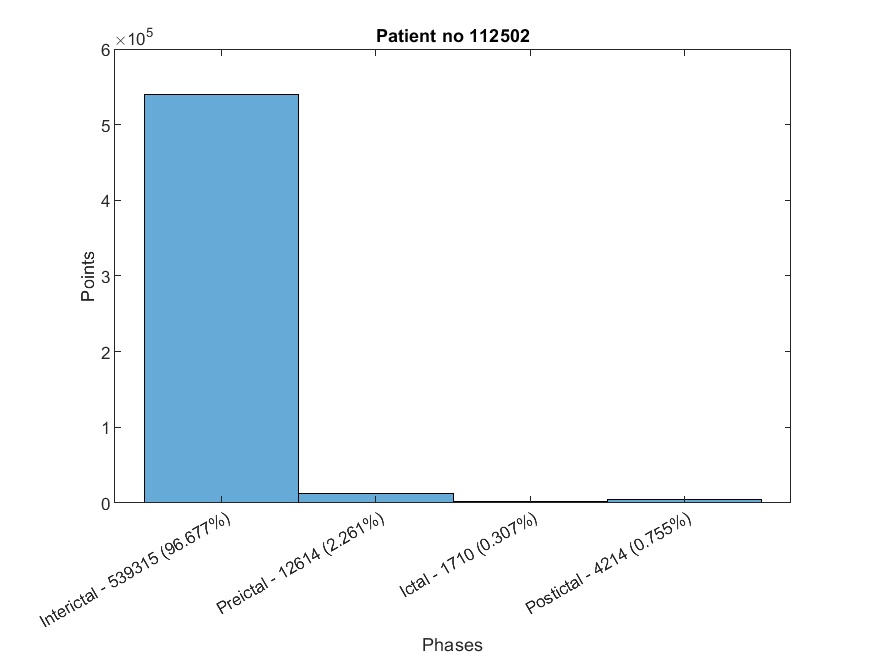 Patient no 112502
×10^5
6
5
4
3
2
1
0
Points
Interictal - 539315 (96.677%)
Preictal - 12614 (2.261%)
Ictal - 1710 (0.307%)
Postictal - 4214 (0.755%)
Phases